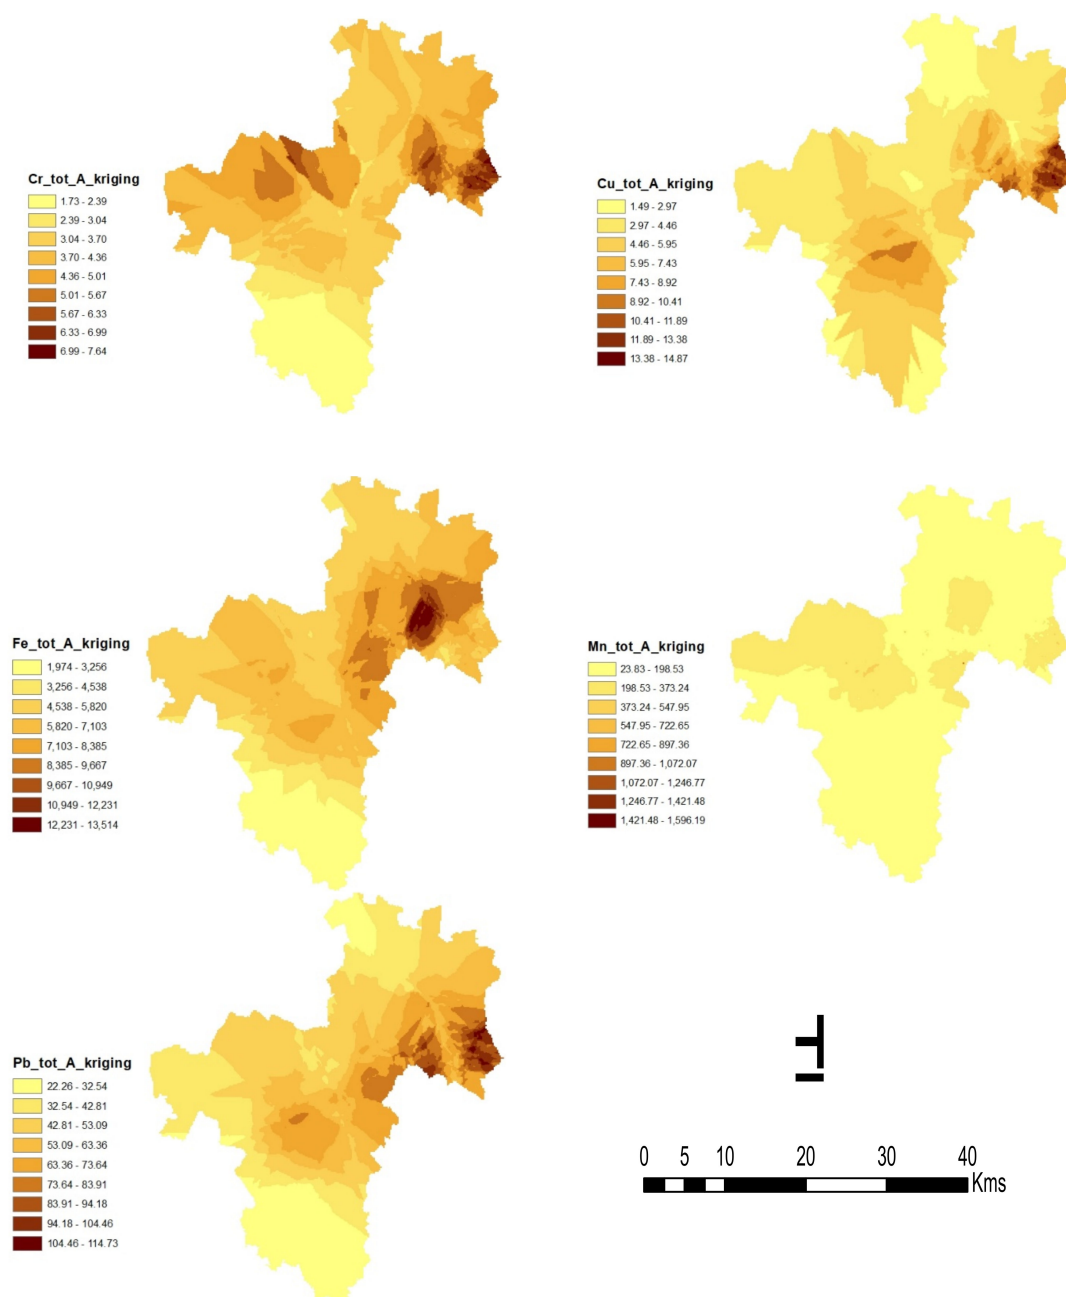 Cr_tot_A_kriging
1.73 - 2.39
2.39 - 3.04
3.04 - 3.70
3.70 - 4.36
4.36 - 5.01
5.01 - 5.67
5.67 - 6.33
6.33 - 6.99
6.99 - 7.64
Cu_tot_A_kriging
1.49 - 2.97
2.97 - 4.46
4.46 - 5.95
5.95 - 7.43
7.43 - 8.92
8.92 - 10.41
10.41 - 11.89
11.89 - 13.38
13.38 - 14.87
Fe_tot_A_kriging
1,974 - 3,256
3,256 - 4,538
4,538 - 5,820
5,820 - 7,103
7,103 - 8,385
8,385 - 9,667
9,667 - 10,949
10,949 - 12,231
12,231 - 13,514
Mn_tot_A_kriging
23.83 - 198.53
198.53 - 373.24
373.24 - 547.95
547.95 - 722.65
722.65 - 897.36
897.36 - 1,072.07
1,072.07 - 1,246.77
1,246.77 - 1,421.48
1,421.48 - 1,596.19
Pb_tot_A_kriging
22.26 - 32.54
32.54 - 42.81
42.81 - 53.09
53.09 - 63.36
63.36 - 73.64
73.64 - 83.91
83.91 - 94.18
94.18 - 104.46
104.46 - 114.73
0 5 10 20 30 40
Kms